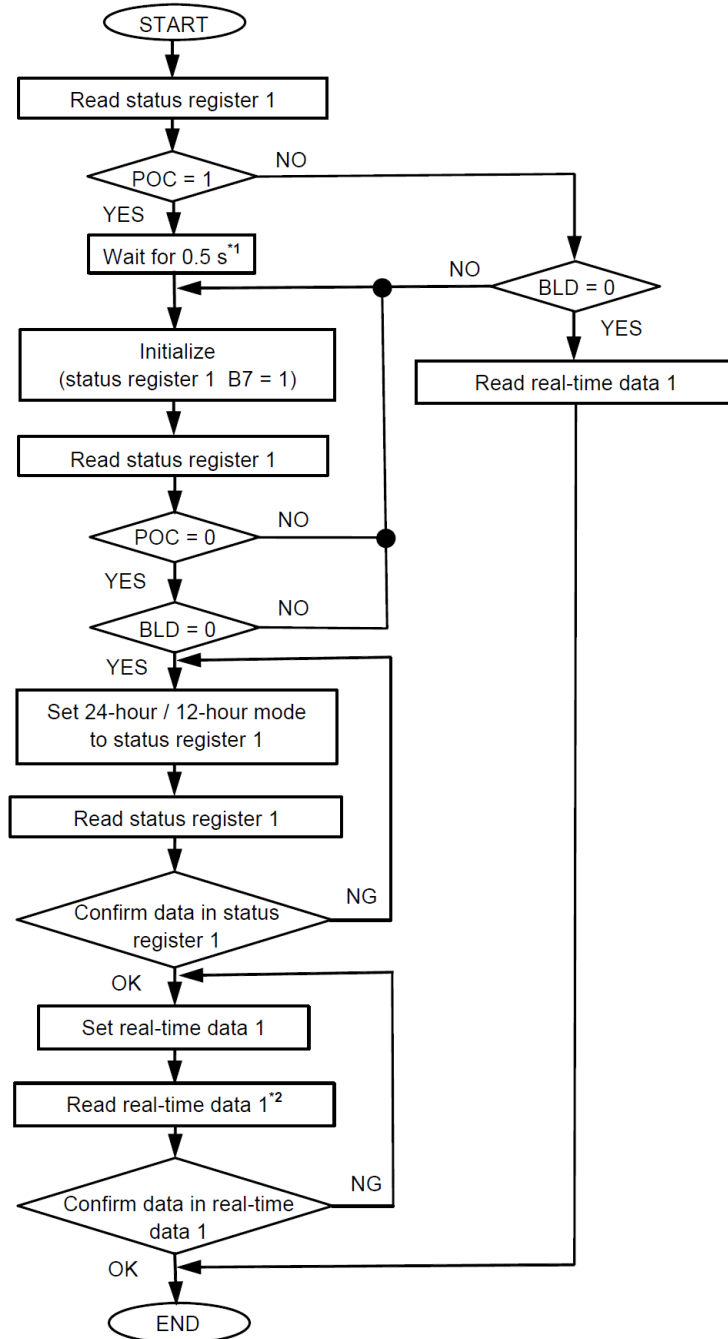 START
Read status register 1
NO
POC = 1
YES
Wait for 0.5 s*1
NO
BLD = 0
YES
Initialize
(status register 1 B7 = 1)
Read real-time data 1
Read status register 1
NO
POC = 0
YES
NO
BLD = 0
YES
Set 24-hour / 12-hour mode
to status register 1
Read status register 1
NG
Confirm data in status
register 1
OK
Set real-time data 1
Read real-time data 1*2
NG
Confirm data in real-time
data 1
OK
END